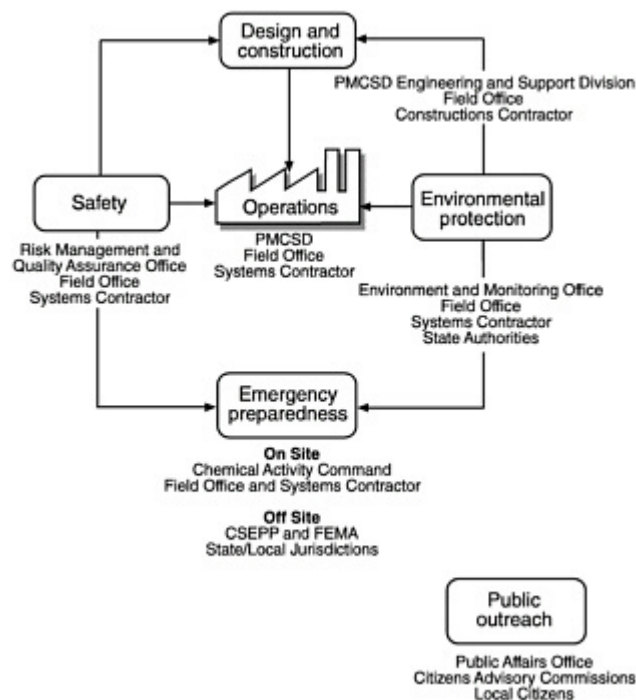 Design and
construction
PMCSD Engineering and Support Division
Field Office
Constructions Contractor
Safety
Operations
Environmental
protection
Risk Management and
Quality Assurance Office
Field Office
Systems Contractor
PMCSD
Field Office
Systems Contractor
Environment and Monitoring Office
Field Office
Systems Contractor
State Authorities
Emergency
preparedness
On Site
Chemical Activity Command
Field Office and Systems Contractor
Off Site
CSEPP and FEMA
State/Local Jurisdictions
Public
outreach
Public Affairs Office
Citizens Advisory Commissions
Local Citizens